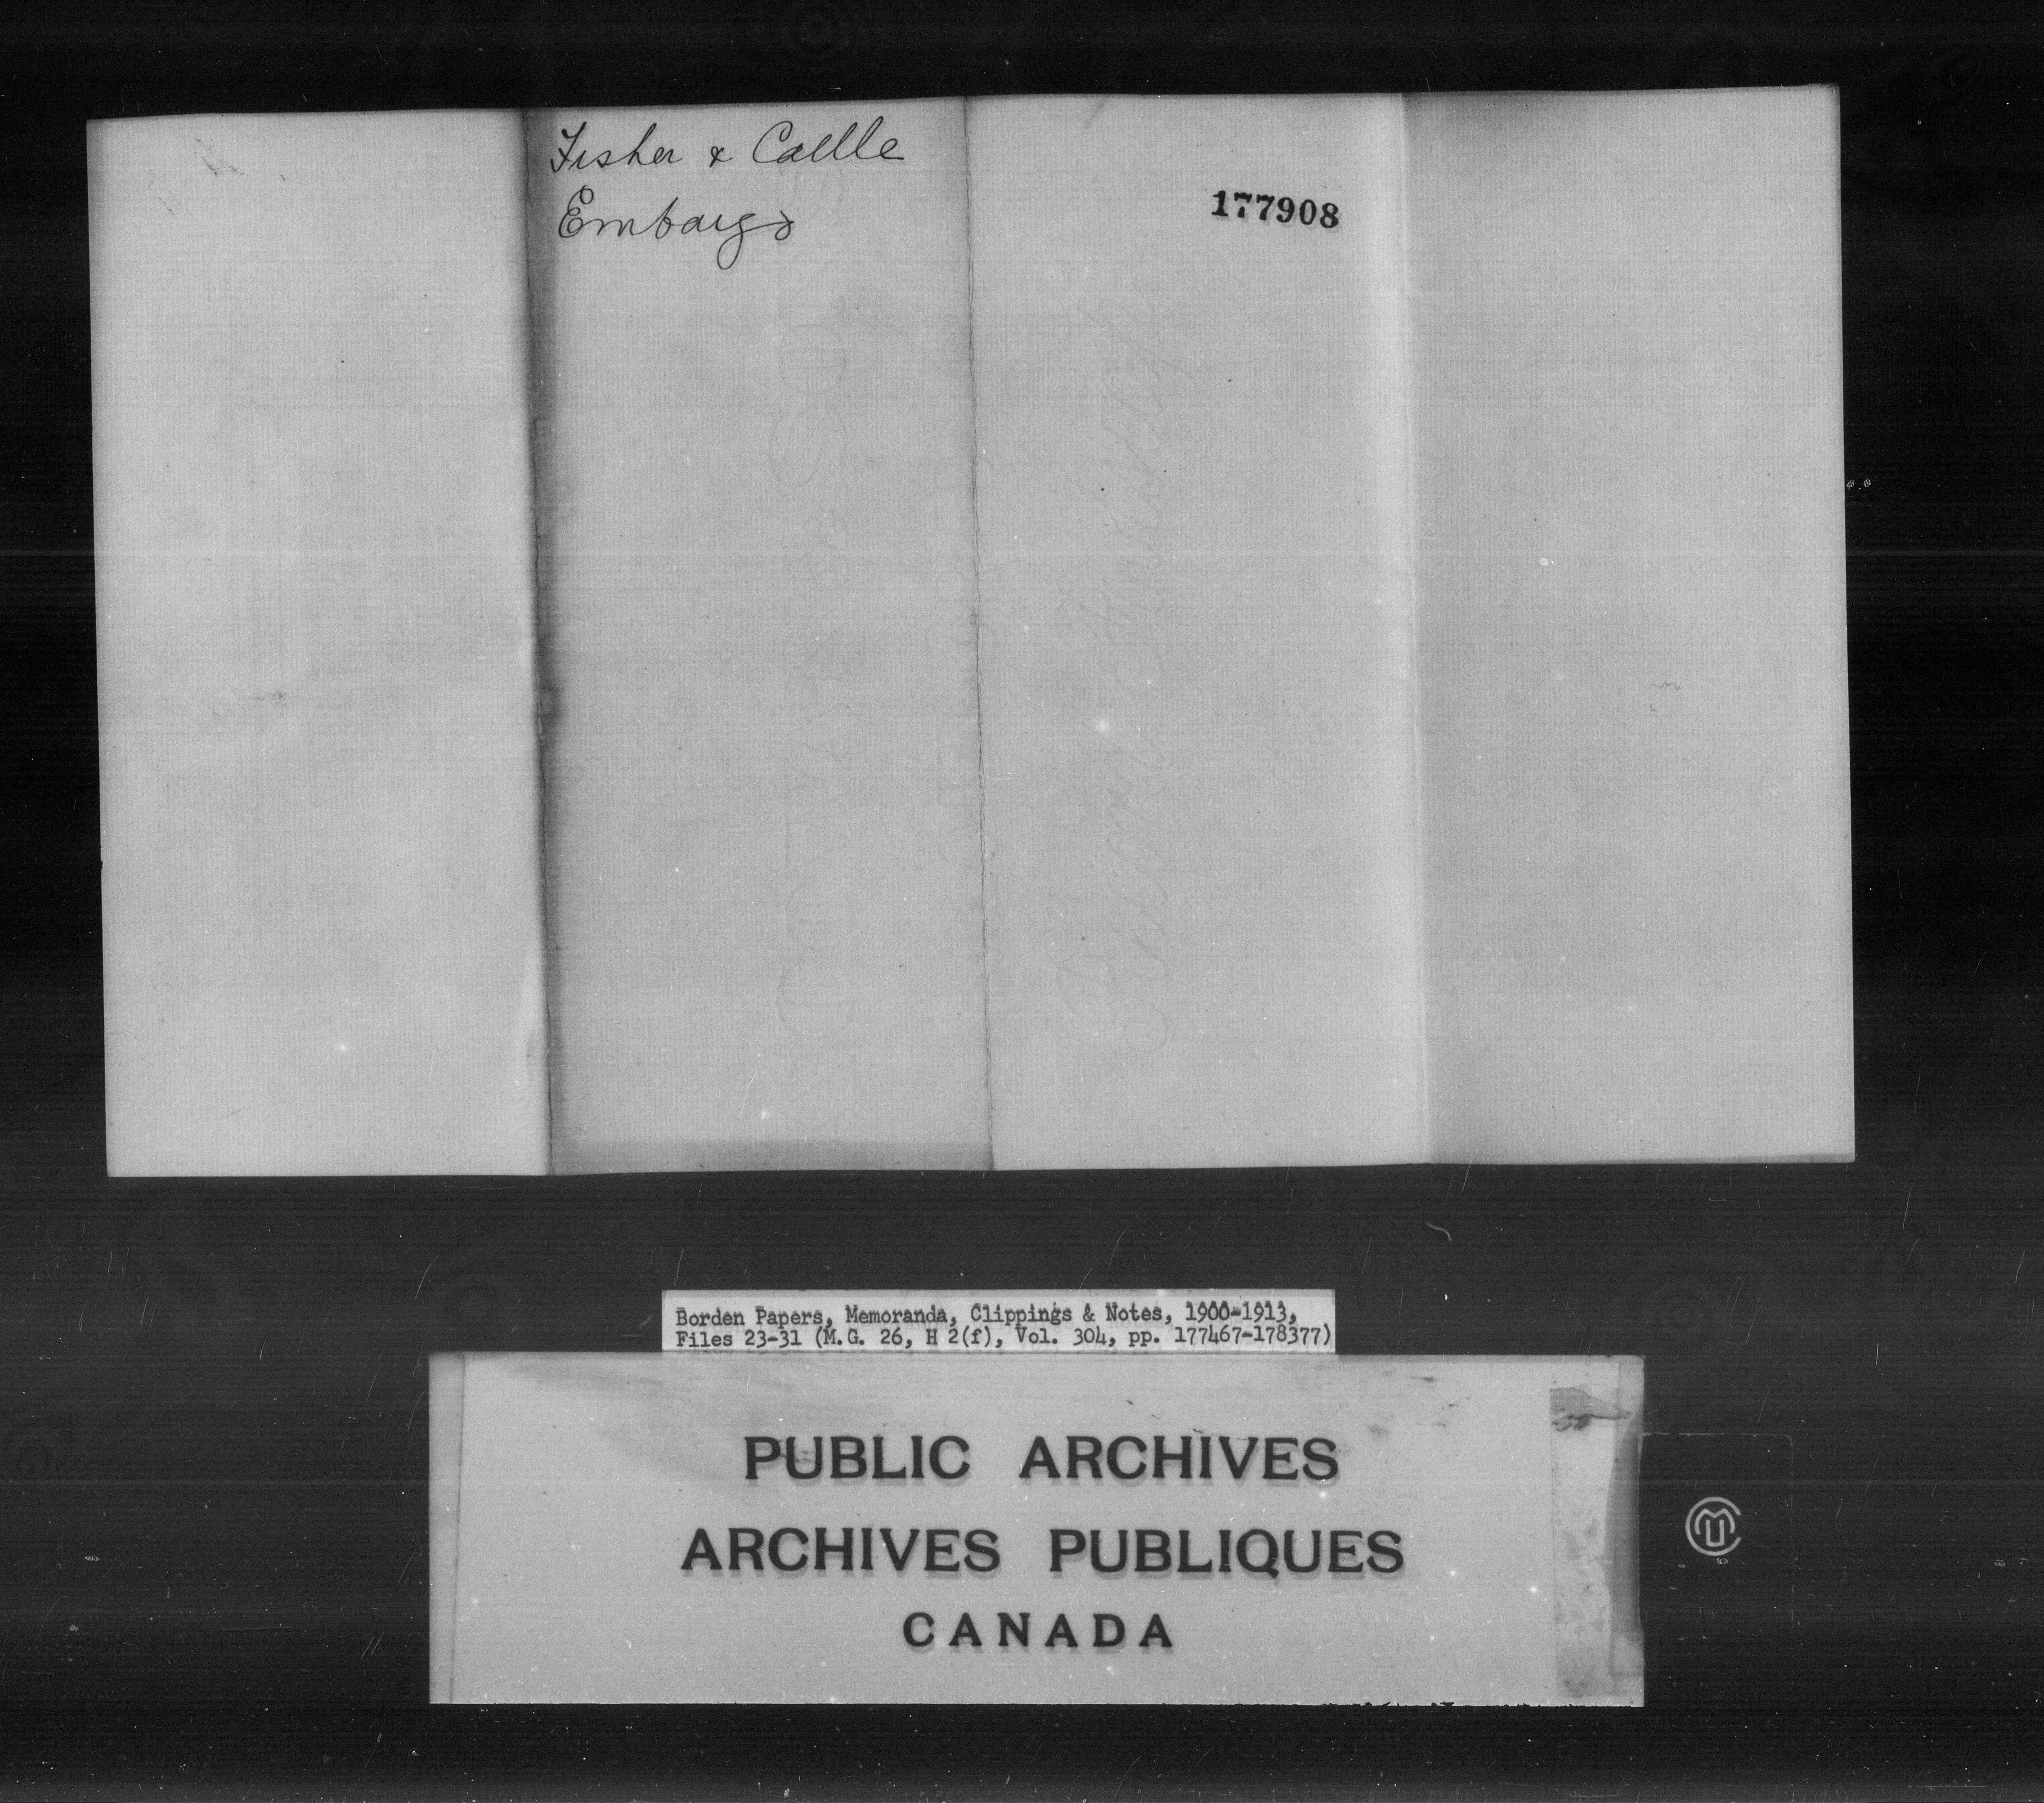 Fisher & Cattle
Embargo
177908
Borden Papers, Memoranda, Clippings & Notes, 1900-1913,
Files 23-31 (M.G. 26, H 2(f), Vol. 304, pp. 177467-178377)
PUBLIC ARCHIVES
ARCHIVES PUBLIQUES
CANADA